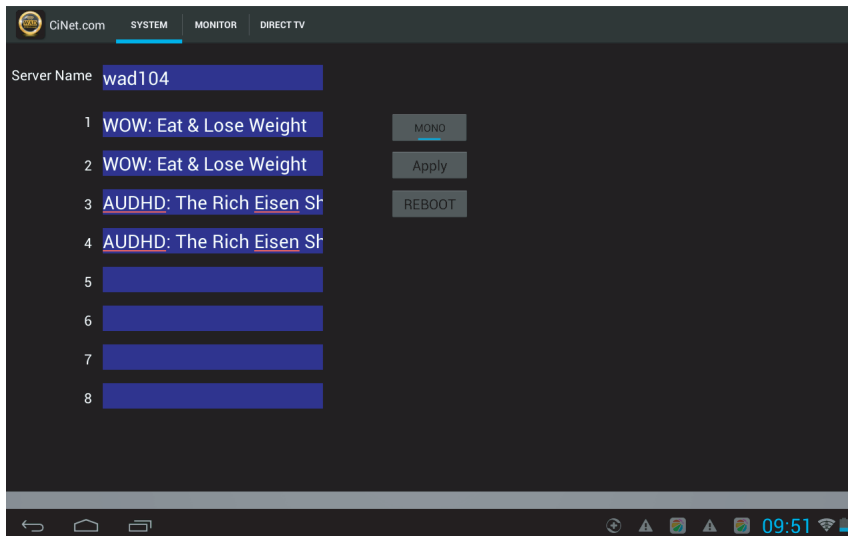 WAD CiNet.com SYSTEM MONITOR DIRECT TV
Server Name wad104
1 WOW: Eat & Lose Weight MONO
2 WOW: Eat & Lose Weight Apply
3 AUDHD: The Rich Eisen Sh REBOOT
4 AUDHD: The Rich Eisen Sh
5
6
7
8
09:51